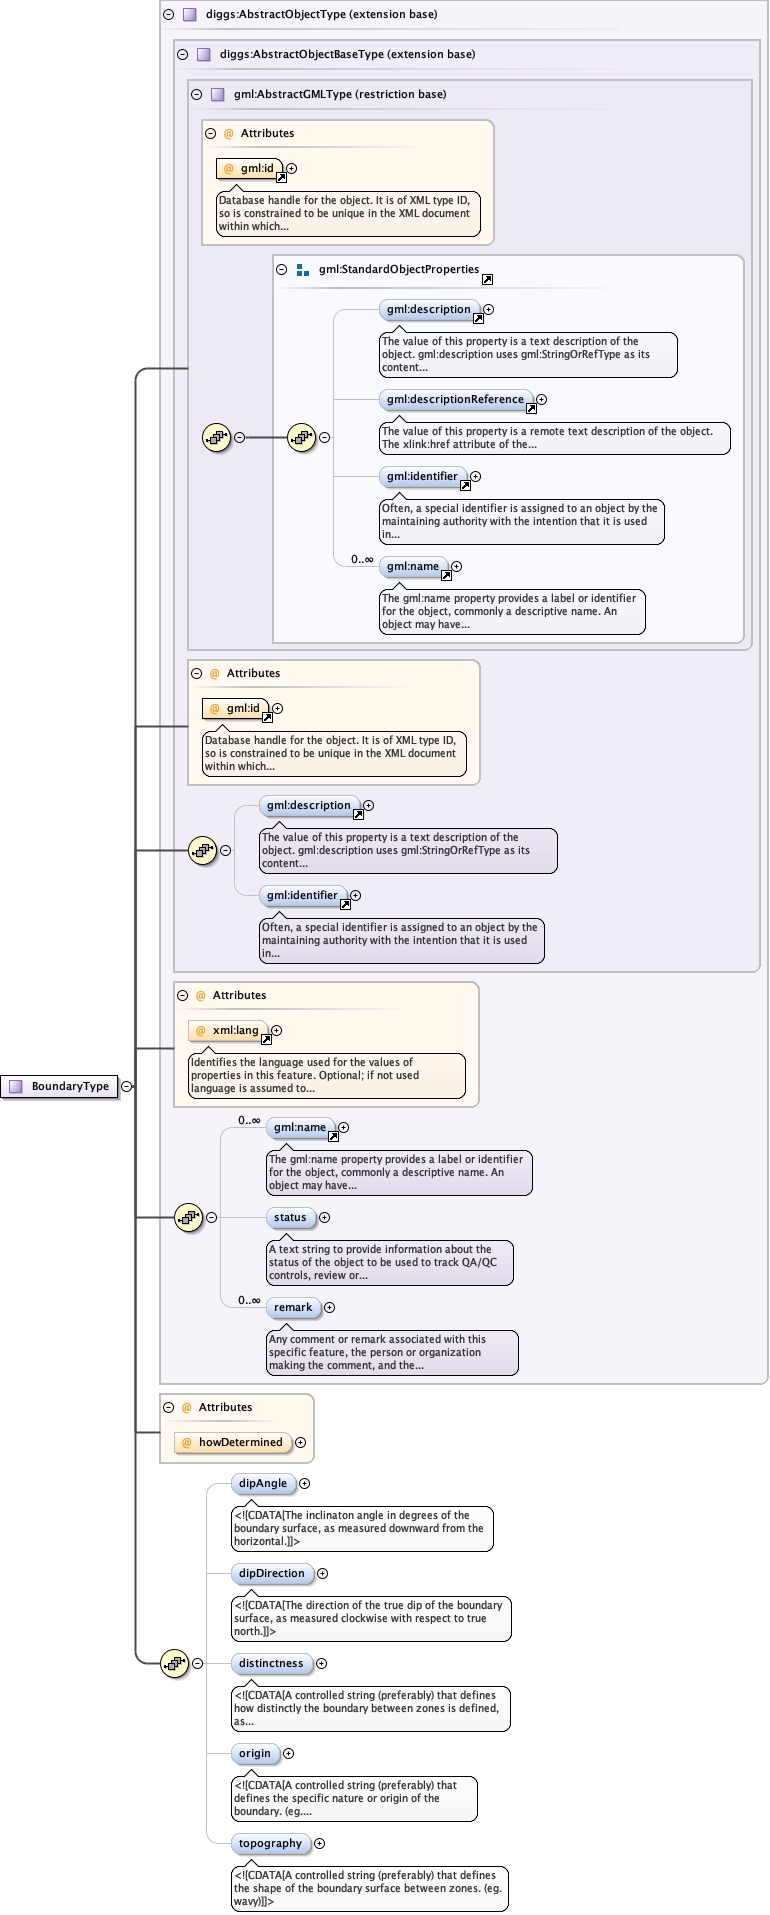 diggs:AbstractObjectType (extension base)
diggs:AbstractObjectBaseType (extension base)
gml:AbstractGMLType (restriction base)
@ Attributes
@ gml:id
Database handle for the object. It is of XML type ID,
so is constrained to be unique in the XML document
within which...
gml:StandardObjectProperties
gml:description
The value of this property is a text description of the
object. gml:description uses gml:StringOrRefType as its
content...
gml:descriptionReference
The value of this property is a remote text description of the object.
The xlink:href attribute of the...
gml:identifier
Often, a special identifier is assigned to an object by the
maintaining authority with the intention that it is used
in...
0..∞ gml:name
The gml:name property provides a label or identifier
for the object, commonly a descriptive name. An
object may have...
@ Attributes
@ gml:id
Database handle for the object. It is of XML type ID,
so is constrained to be unique in the XML document
within which...
gml:description
The value of this property is a text description of the
object. gml:description uses gml:StringOrRefType as its
content...
gml:identifier
Often, a special identifier is assigned to an object by the
maintaining authority with the intention that it is used
in...
@ Attributes
@ xml:lang
Identifies the language used for the values of
properties in this feature. Optional; if not used
language is assumed to...
BoundaryType
0..∞ gml:name
The gml:name property provides a label or identifier
for the object, commonly a descriptive name. An
object may have...
status
A text string to provide information about the
status of the object to be used to track QA/QC
controls, review or...
0..∞ remark
Any comment or remark associated with this
specific feature, the person or organization
making the comment, and the...
@ Attributes
@ howDetermined
dipAngle
<![CDATA[The inclinaton angle in degrees of the
boundary surface, as measured downward from the
horizontal.]]>
dipDirection
<![CDATA[The direction of the true dip of the boundary
surface, as measured clockwise with respect to true
north.]]>
distinctness
<![CDATA[A controlled string (preferably) that defines
how distinctly the boundary between zones is defined,
as...
origin
<![CDATA[A controlled string (preferably) that
defines the specific nature or origin of the
boundary. (eg....
topography
<![CDATA[A controlled string (preferably) that defines
the shape of the boundary surface between zones. (eg.
wavy)]]>